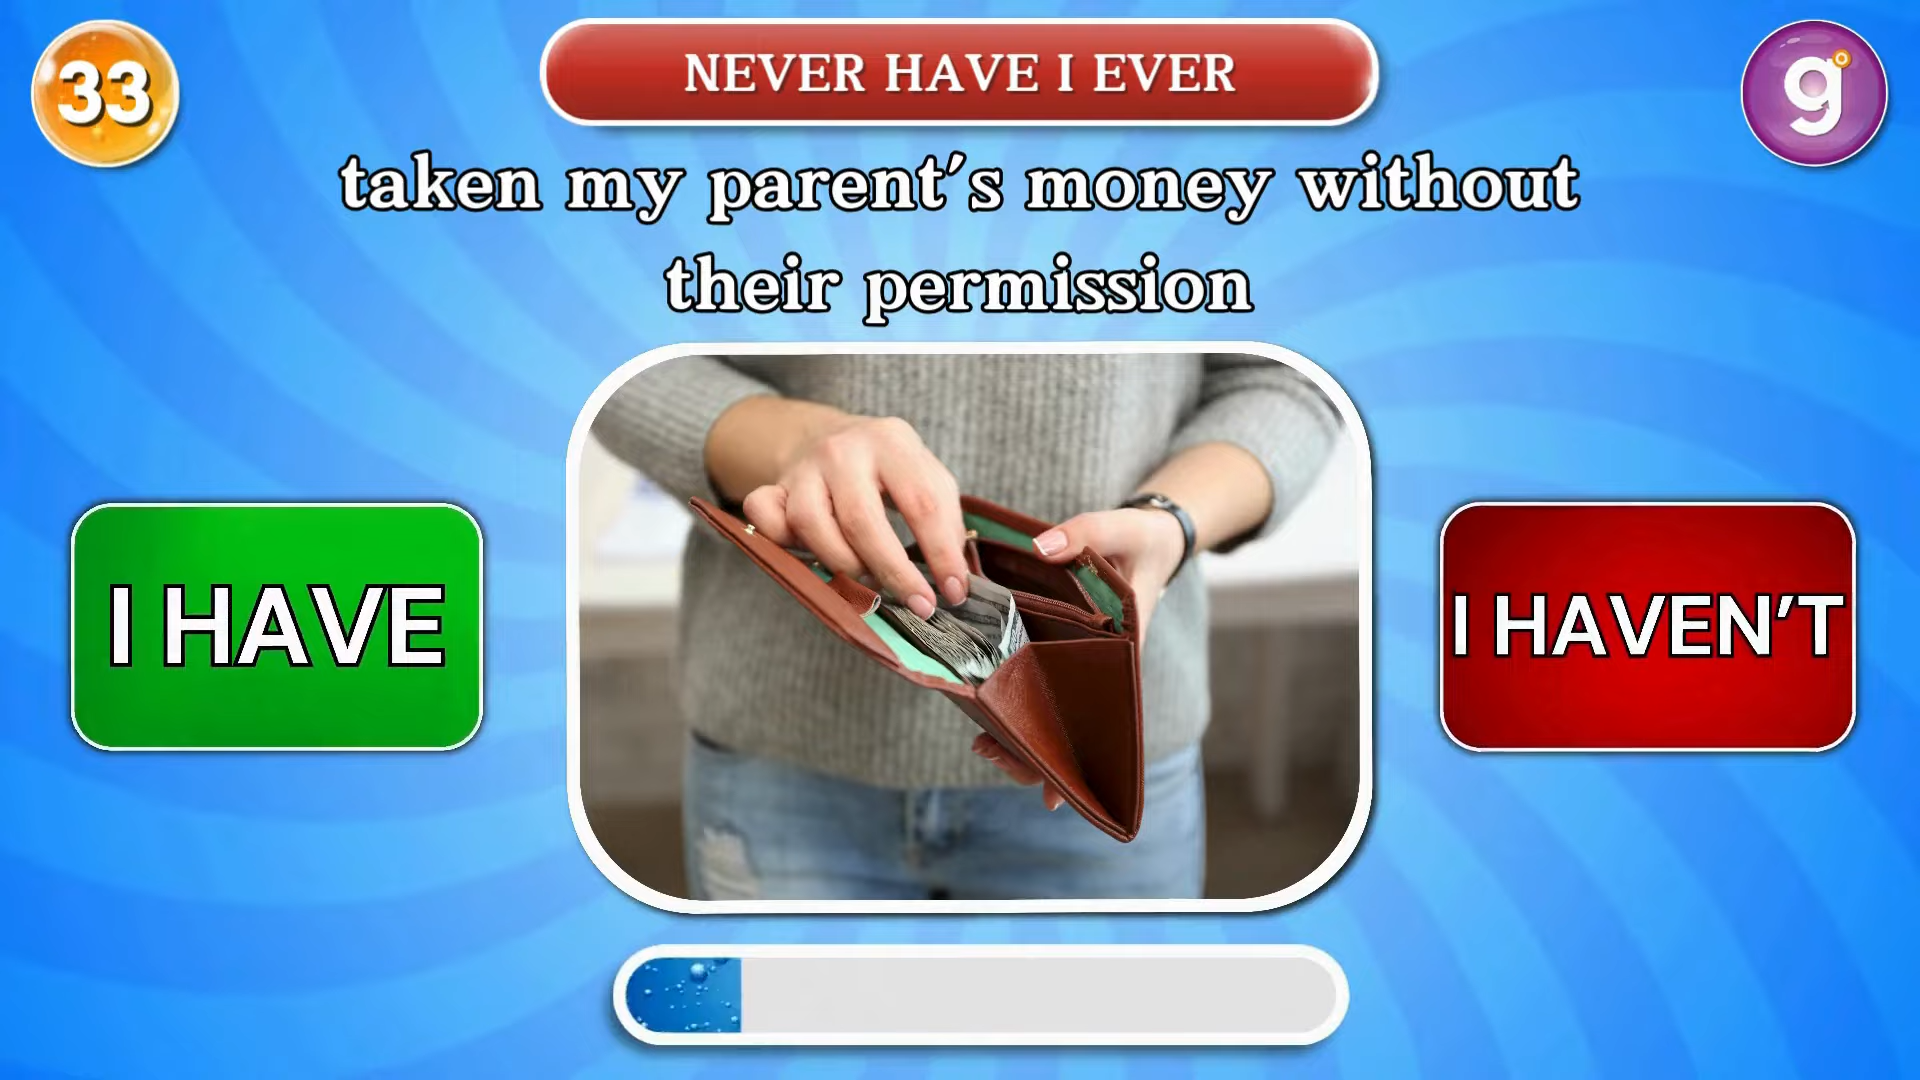 33
NEVER HAVE I EVER
g
taken my parent's money without
their permission
I HAVE
I HAVEN'T